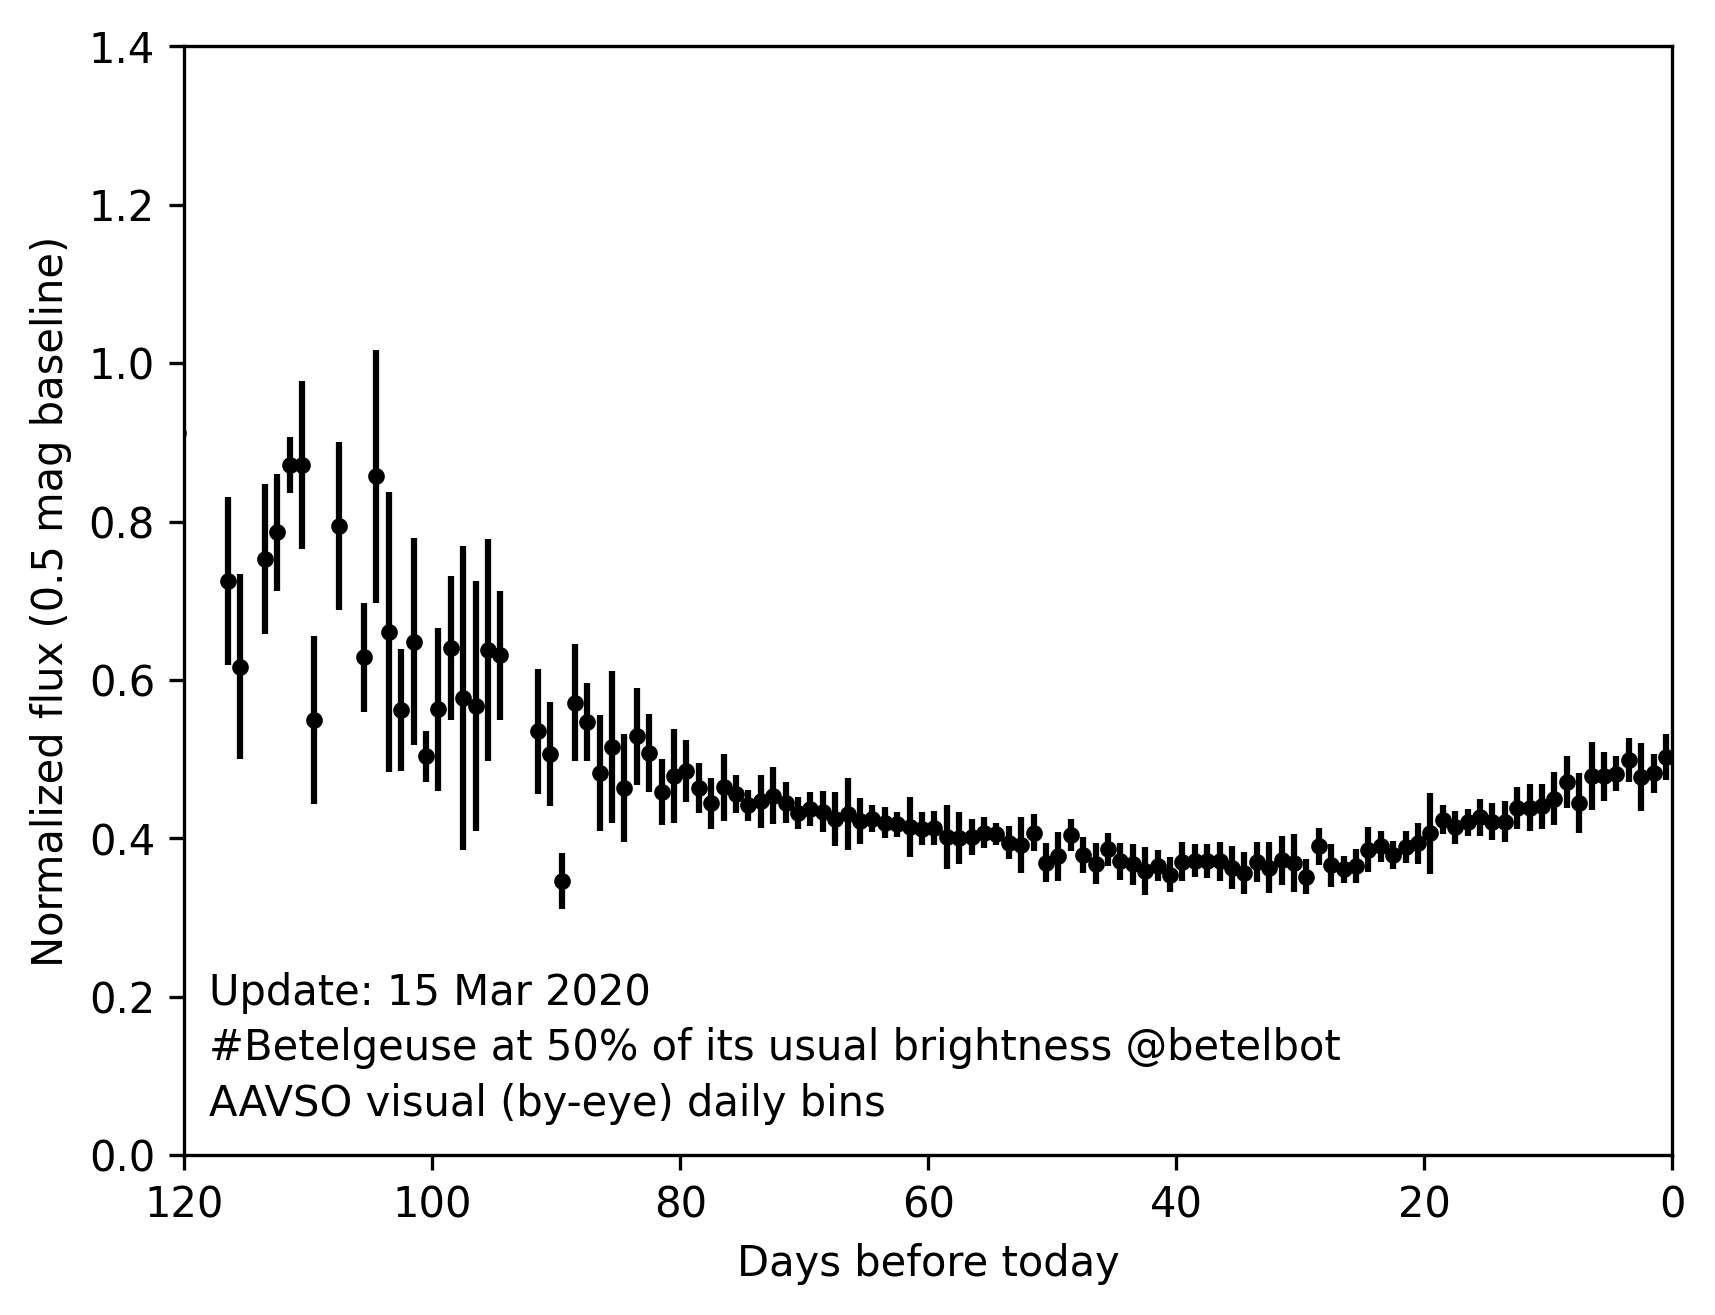 1.4
1.2
1.0
0.8
0.6
0.4
0.2
0.0
Normalized flux (0.5 mag baseline)
Update: 15 Mar 2020
#Betelgeuse at 50% of its usual brightness @betelbot
AAVSO visual (by-eye) daily bins
120 100 80 60 40 20 0
Days before today